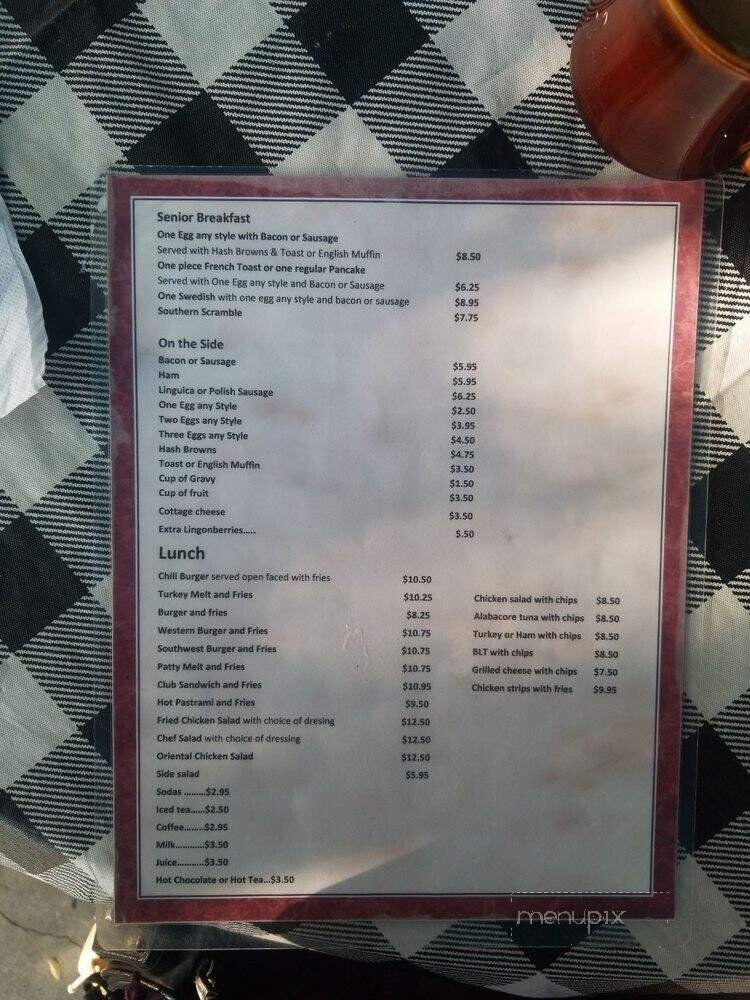 Senior Breakfast
One Egg any style with Bacon or Sausage
Served with Hash Browns & Toast or English Muffin $8.50
One piece French Toast or one regular Pancake
Served with One Egg any style and Bacon or Sausage $6.25
One Swedish with one egg any style and bacon or sausage $8.95
Southern Scramble $7.75
On the Side
Bacon or Sausage $5.95
Ham $5.95
Linguica or Polish Sausage $6.25
One Egg any Style $2.50
Two Eggs any Style $3.95
Three Eggs any Style $4.50
Hash Browns $4.75
Toast or English Muffin $3.50
Cup of Gravy $1.50
Cup of fruit $3.50
Cottage cheese $3.50
Extra Lingonberries..... $.50
Lunch
Chili Burger served open faced with fries $10.50
Turkey Melt and Fries $10.25
Burger and fries $8.25
Western Burger and Fries $10.75
Southwest Burger and Fries $10.75
Patty Melt and Fries $10.75
Club Sandwich and Fries $10.95
Hot Pastrami and Fries $9.50
Fried Chicken Salad with choice of dresing $12.50
Chef Salad with choice of dressing $12.50
Oriental Chicken Salad $12.50
Side salad $5.95
Sodas .........$2.95
Iced tea......$2.50
Coffee........$2.95
Milk............$3.50
Juice...........$3.50
Hot Chocolate or Hot Tea...$3.50
Chicken salad with chips $8.50
Alabacore tuna with chips $8.50
Turkey or Ham with chips $8.50
BLT with chips $8.50
Grilled cheese with chips $7.50
Chicken strips with fries $9.95
menupix